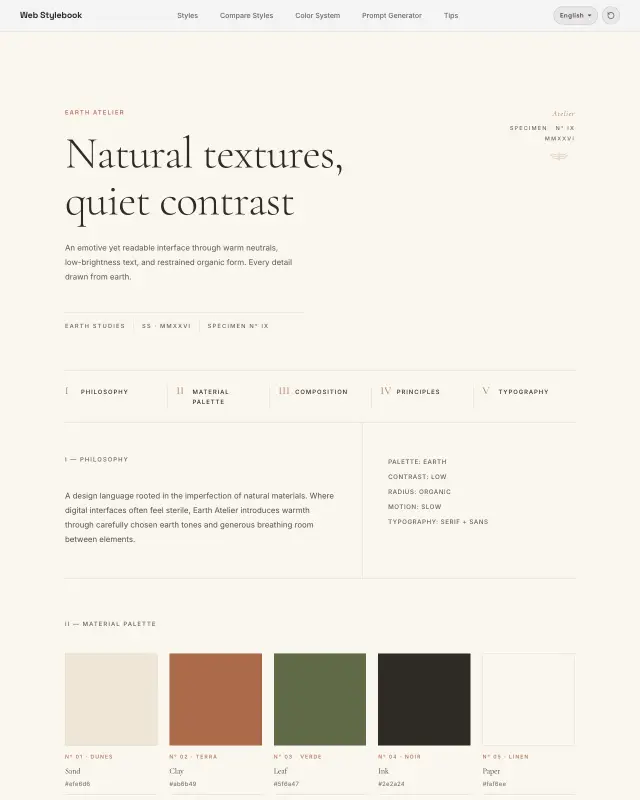 Web Stylebook
Styles
Compare Styles
Color System
Prompt Generator
Tips
English
EARTH ATELIER
Natural textures,
quiet contrast
An emotive yet readable interface through warm neutrals,
low-brightness text, and restrained organic form. Every detail
drawn from earth.
EARTH STUDIES
SS · MMXXVI
SPECIMEN N° IX
Atelier
SPECIMEN N° IX
MMXXVI
I PHILOSOPHY
II MATERIAL
PALETTE
III COMPOSITION
IV PRINCIPLES
V TYPOGRAPHY
I — PHILOSOPHY
A design language rooted in the imperfection of natural materials. Where
digital interfaces often feel sterile, Earth Atelier introduces warmth
through carefully chosen earth tones and generous breathing room
between elements.
PALETTE: EARTH
CONTRAST: LOW
RADIUS: ORGANIC
MOTION: SLOW
TYPOGRAPHY: SERIF + SANS
II — MATERIAL PALETTE
N° 01 · DUNES
Sand
#efe6d6
N° 02 · TERRA
Clay
#ab6b49
N° 03 · VERDE
Leaf
#5f6a47
N° 04 · NOIR
Ink
#2e2a24
N° 05 · LINEN
Paper
#faf6ee